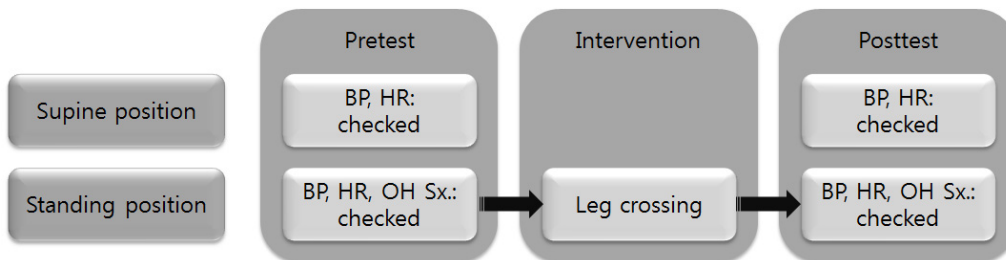 Pretest
Intervention
Posttest
Supine position
BP, HR:
checked
BP, HR:
checked
Standing position
BP, HR, OH Sx.:
checked
Leg crossing
BP, HR, OH Sx.:
checked